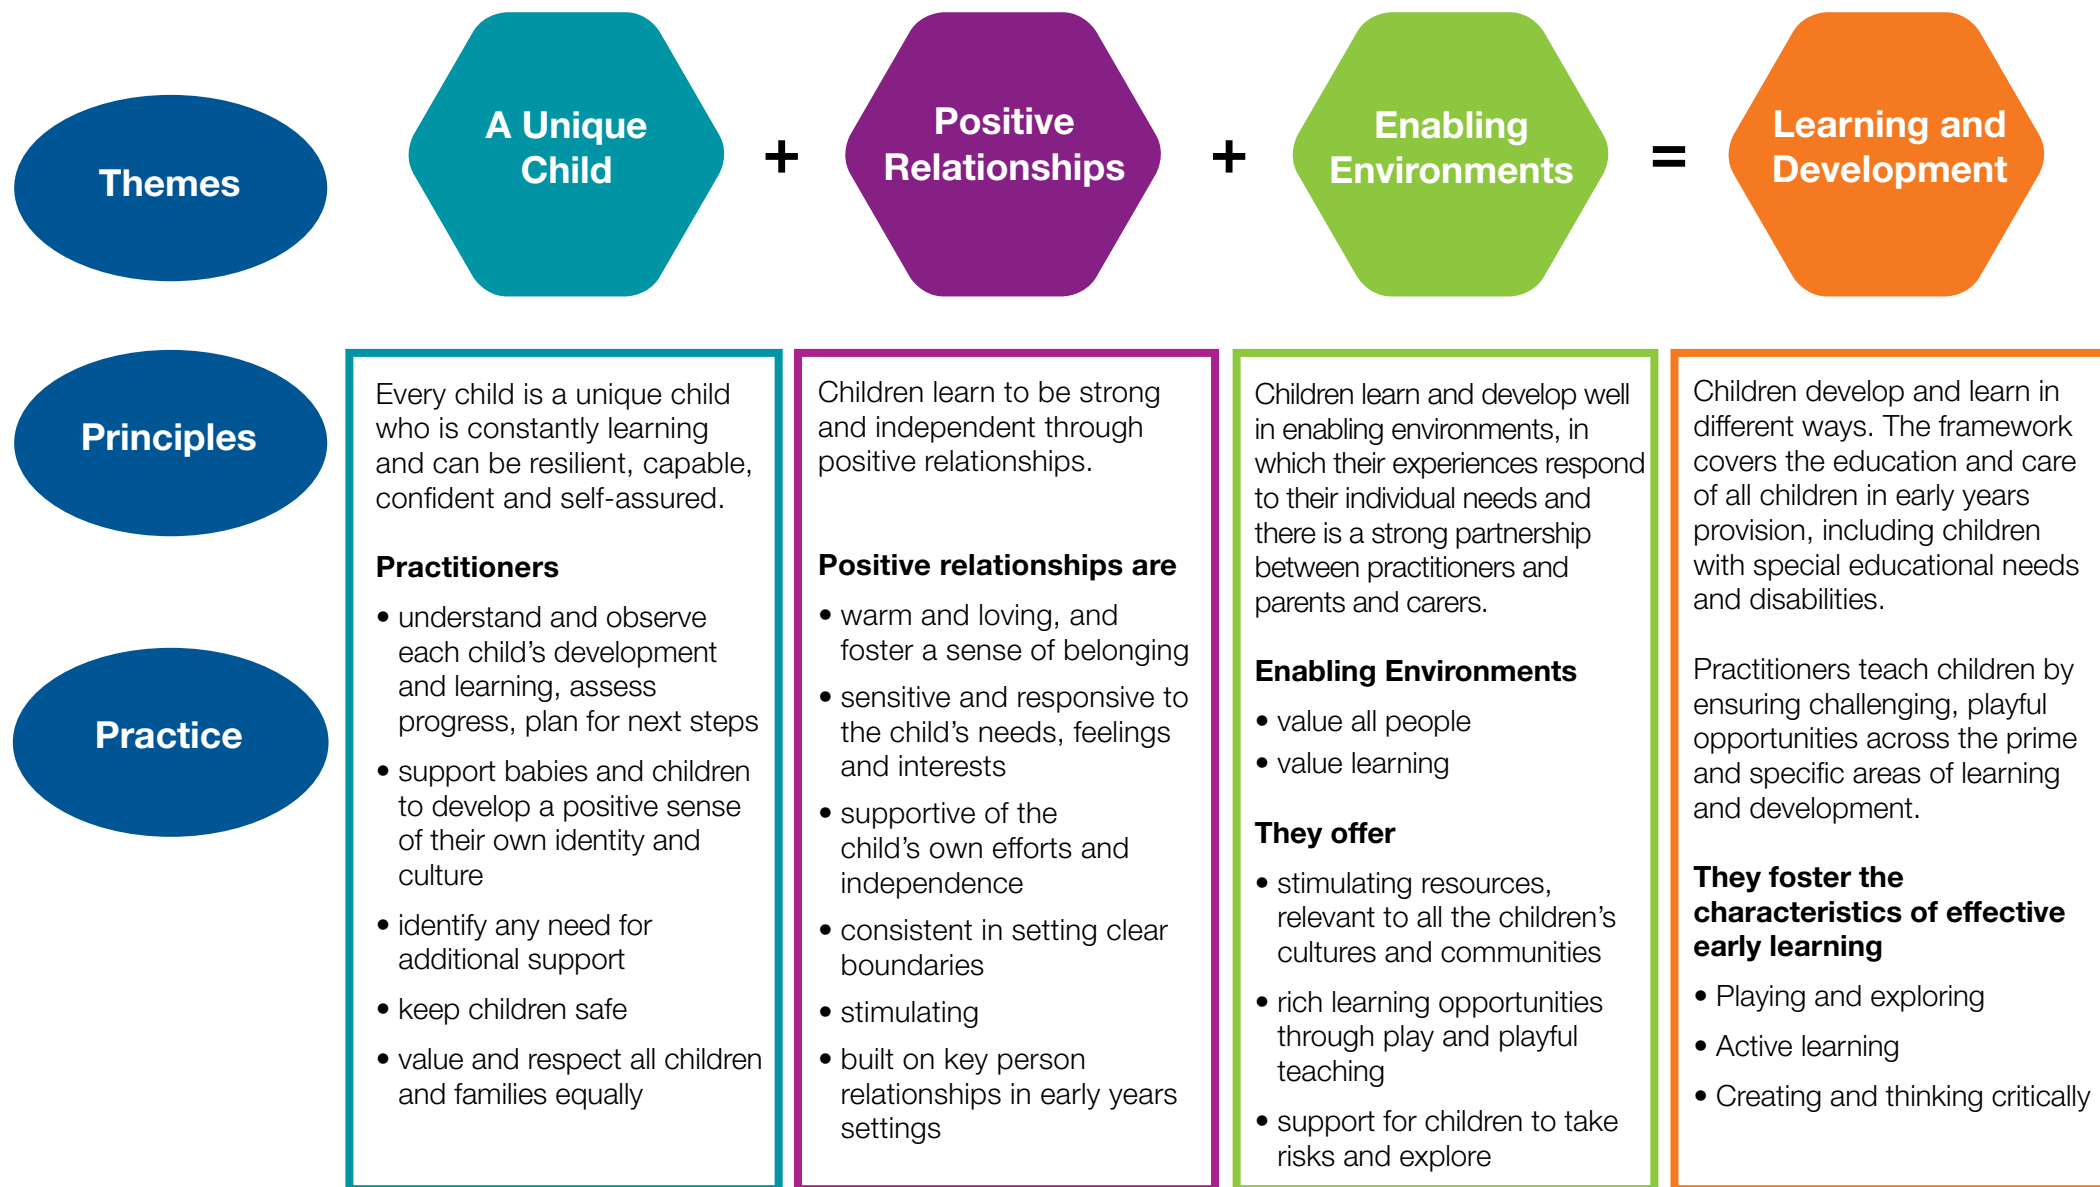 Themes
A Unique
Child
+
Positive
Relationships
+
Enabling
Environments
=
Learning and
Development
Principles
Practice
Every child is a unique child
who is constantly learning
and can be resilient, capable,
confident and self-assured.
Practitioners
• understand and observe
each child’s development
and learning, assess
progress, plan for next steps
• support babies and children
to develop a positive sense
of their own identity and
culture
• identify any need for
additional support
• keep children safe
• value and respect all children
and families equally
Children learn to be strong
and independent through
positive relationships.
Positive relationships are
• warm and loving, and
foster a sense of belonging
• sensitive and responsive to
the child’s needs, feelings
and interests
• supportive of the
child’s own efforts and
independence
• consistent in setting clear
boundaries
• stimulating
• built on key person
relationships in early years
settings
Children learn and develop well
in enabling environments, in
which their experiences respond
to their individual needs and
there is a strong partnership
between practitioners and
parents and carers.
Enabling Environments
• value all people
• value learning
They offer
• stimulating resources,
relevant to all the children’s
cultures and communities
• rich learning opportunities
through play and playful
teaching
• support for children to take
risks and explore
Children develop and learn in
different ways. The framework
covers the education and care
of all children in early years
provision, including children
with special educational needs
and disabilities.
Practitioners teach children by
ensuring challenging, playful
opportunities across the prime
and specific areas of learning
and development.
They foster the
characteristics of effective
early learning
• Playing and exploring
• Active learning
• Creating and thinking critically